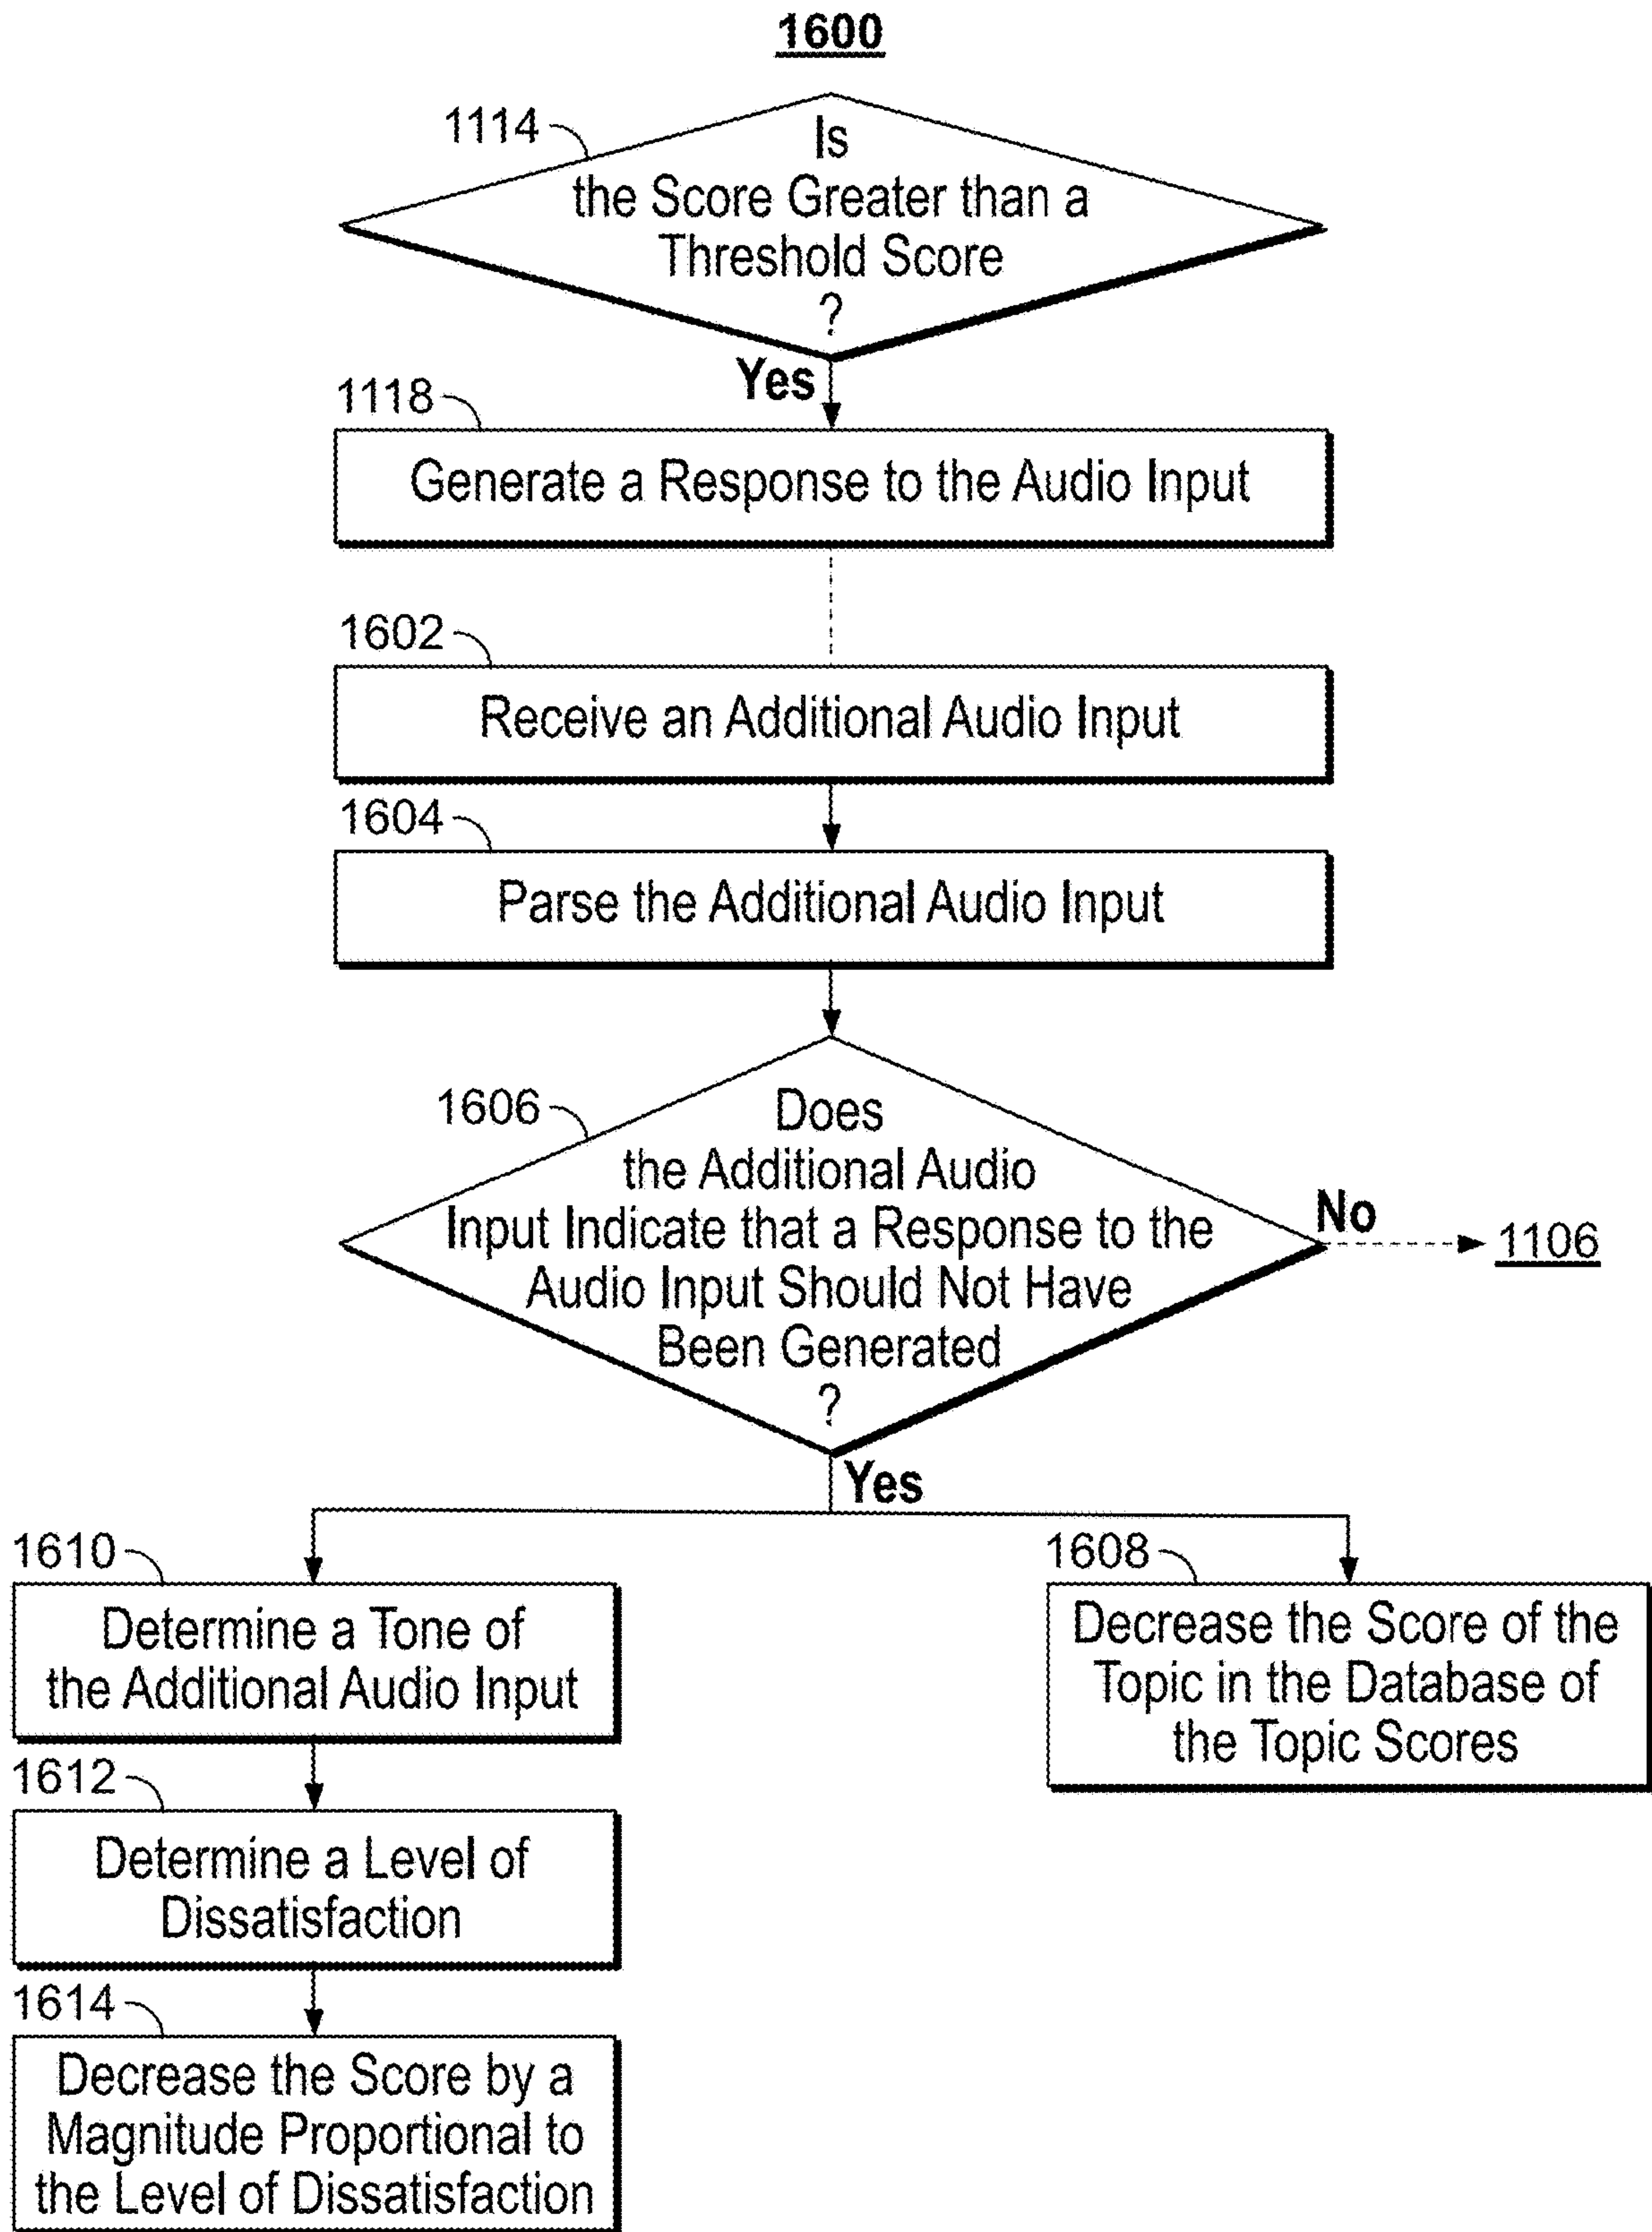 1600
1114
Is
the Score Greater than a
Threshold Score
?
Yes
1118
Generate a Response to the Audio Input
1602
Receive an Additional Audio Input
1604
Parse the Additional Audio Input
1606
Does
the Additional Audio
Input Indicate that a Response to the
Audio Input Should Not Have
Been Generated
?
No
1106
Yes
1610
Determine a Tone of
the Additional Audio Input
1608
Decrease the Score of the
Topic in the Database of
the Topic Scores
1612
Determine a Level of
Dissatisfaction
1614
Decrease the Score by a
Magnitude Proportional to
the Level of Dissatisfaction